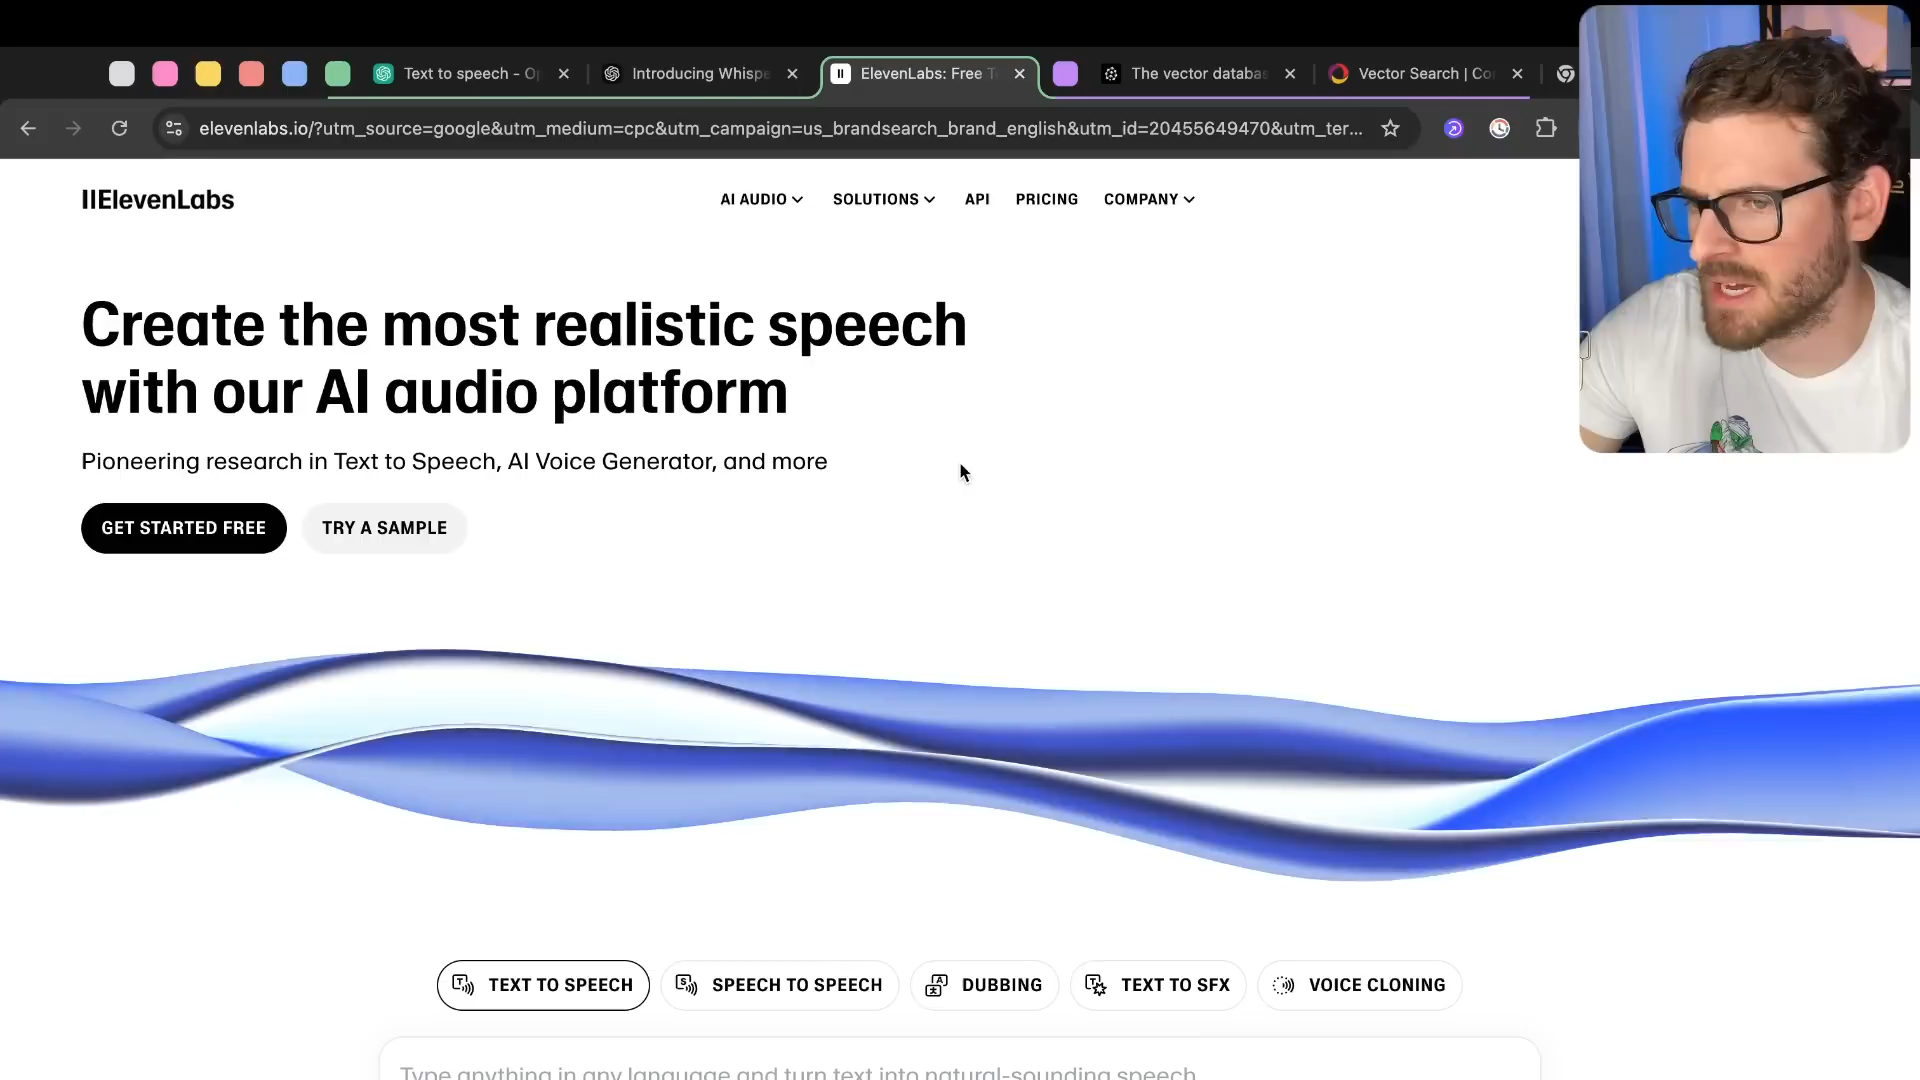 Text to speech - O
Introducing Whisp
ElevenLabs: Free T
The vector databa
Vector Search | Co
elevenlabs.io/?utm_source=google&utm_medium=cpc&utm_campaign=us_brandsearch_brand_english&utm_id=20455649470&utm_ter...
IIElevenLabs
AI AUDIO
SOLUTIONS
API
PRICING
COMPANY
Create the most realistic speech
with our AI audio platform
Pioneering research in Text to Speech, AI Voice Generator, and more
GET STARTED FREE
TRY A SAMPLE
TEXT TO SPEECH
SPEECH TO SPEECH
DUBBING
TEXT TO SFX
VOICE CLONING
Type anything in any language and turn text into natural-sounding speech